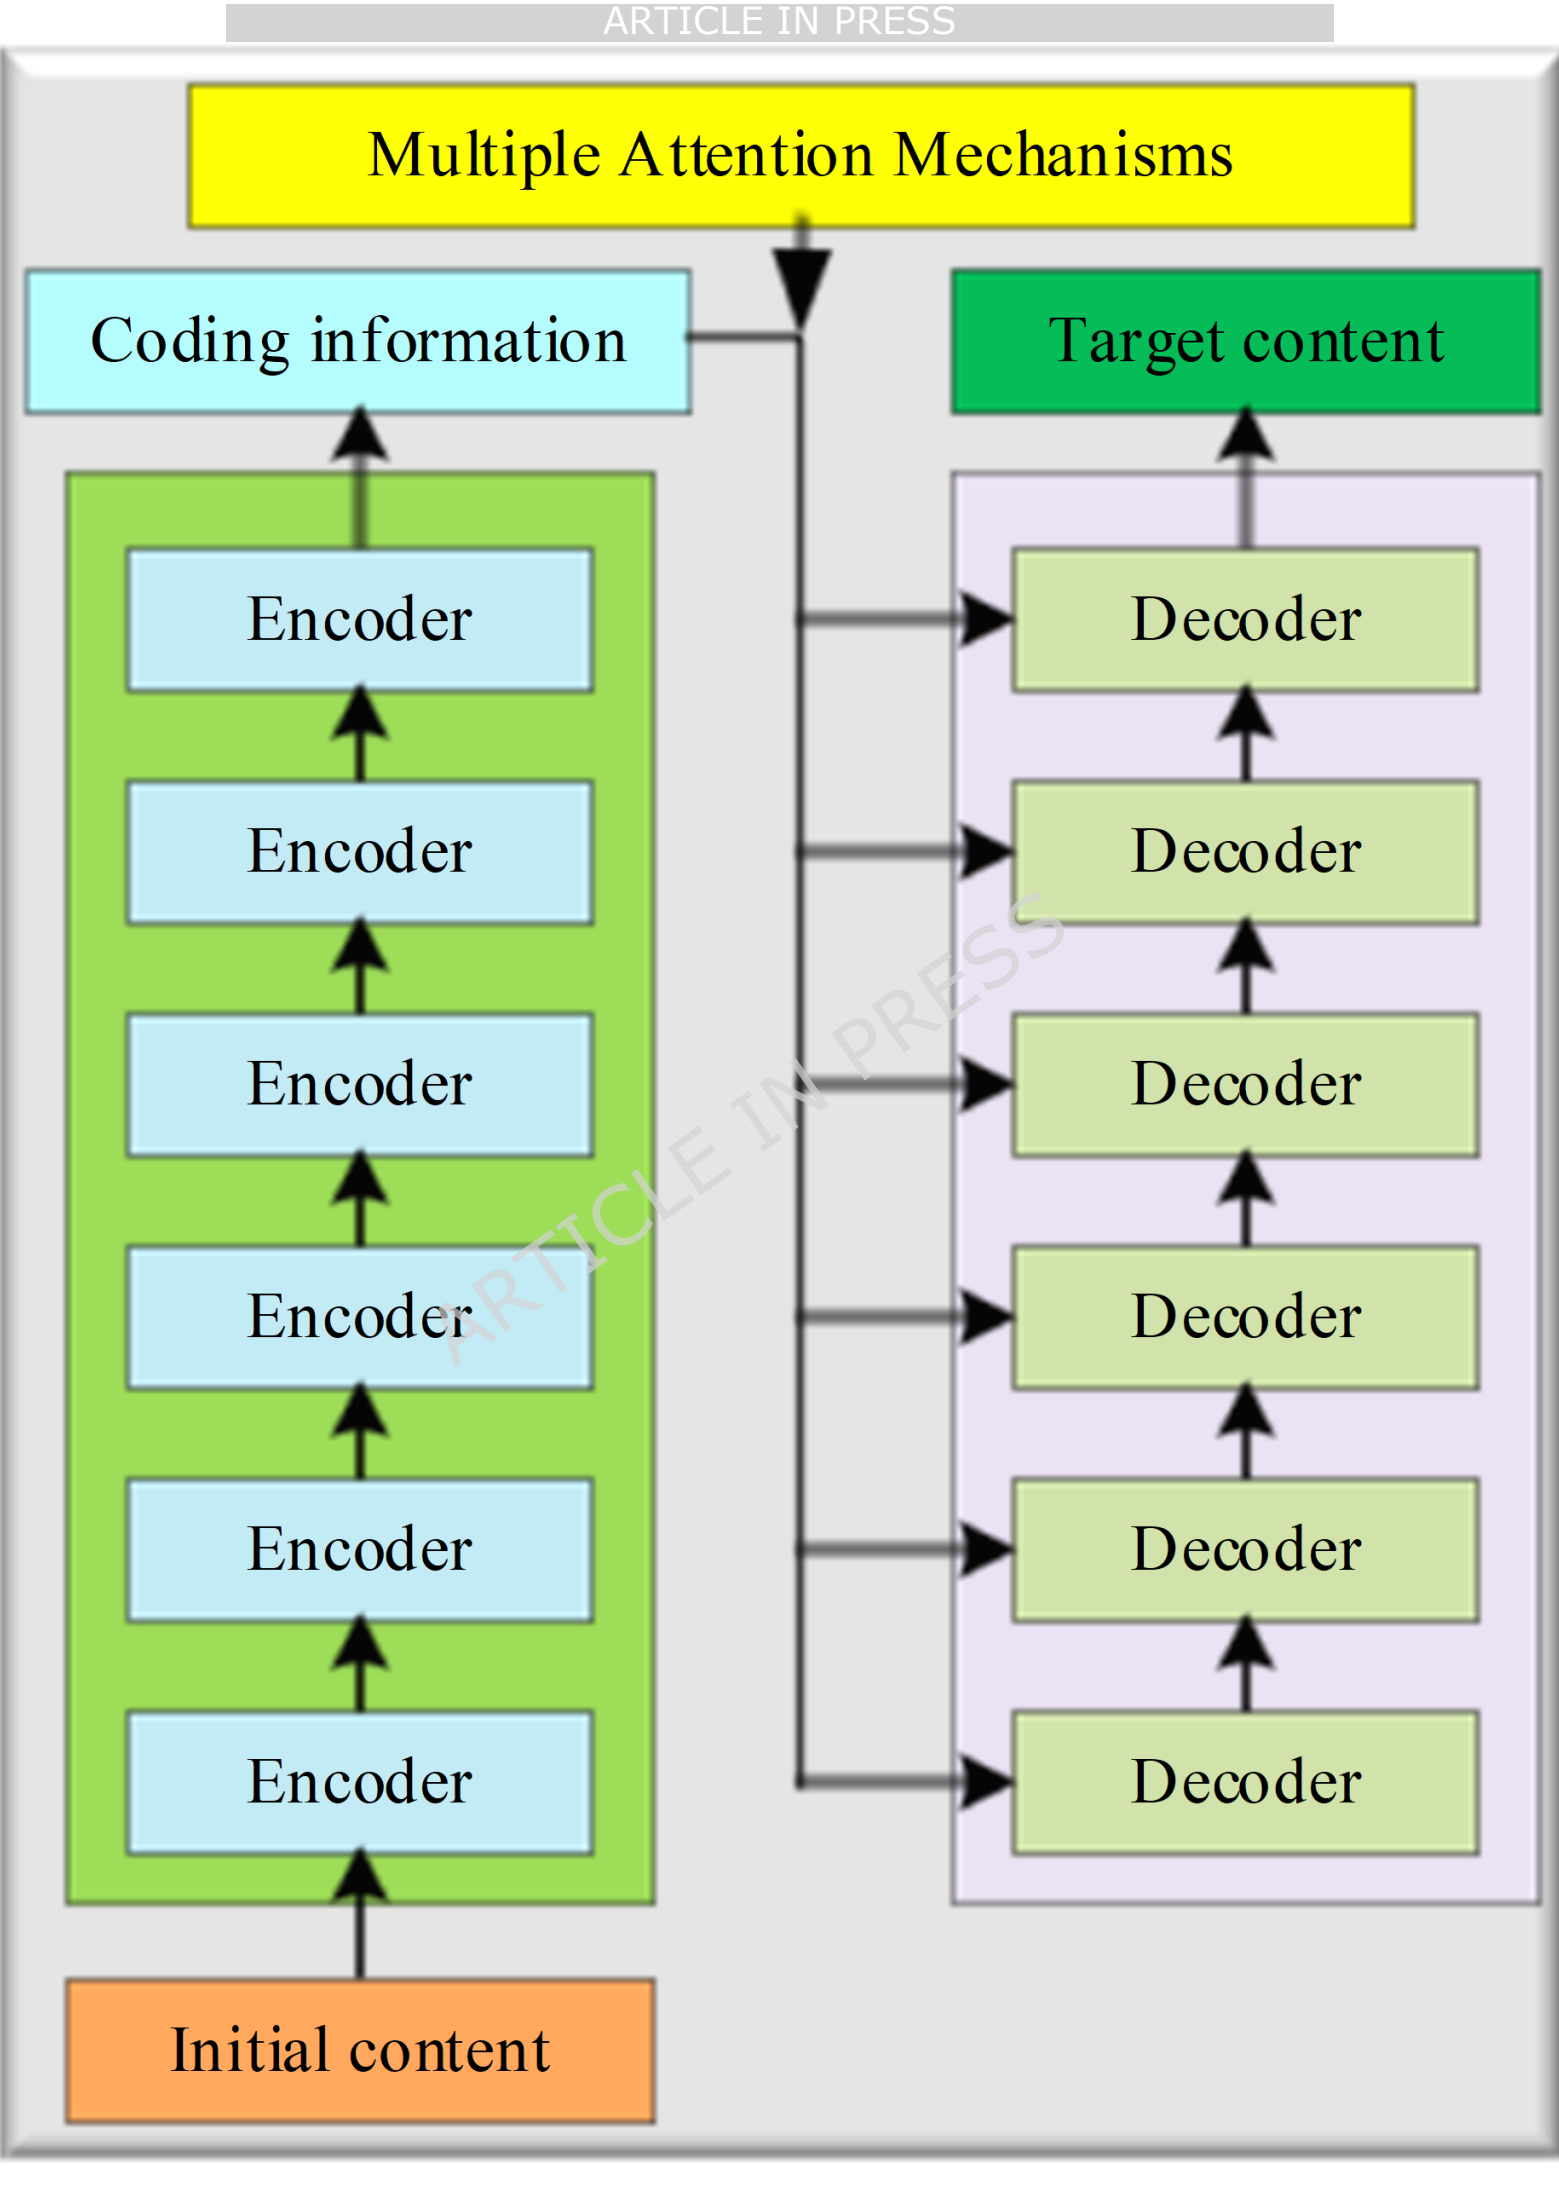 ARTICLE IN PRESS
Multiple Attention Mechanisms
Coding information
Target content
Encoder
Decoder
Encoder
Decoder
Encoder
Decoder
Encoder
Decoder
Encoder
Decoder
Encoder
Decoder
Initial content
ARTICLE IN PRESS